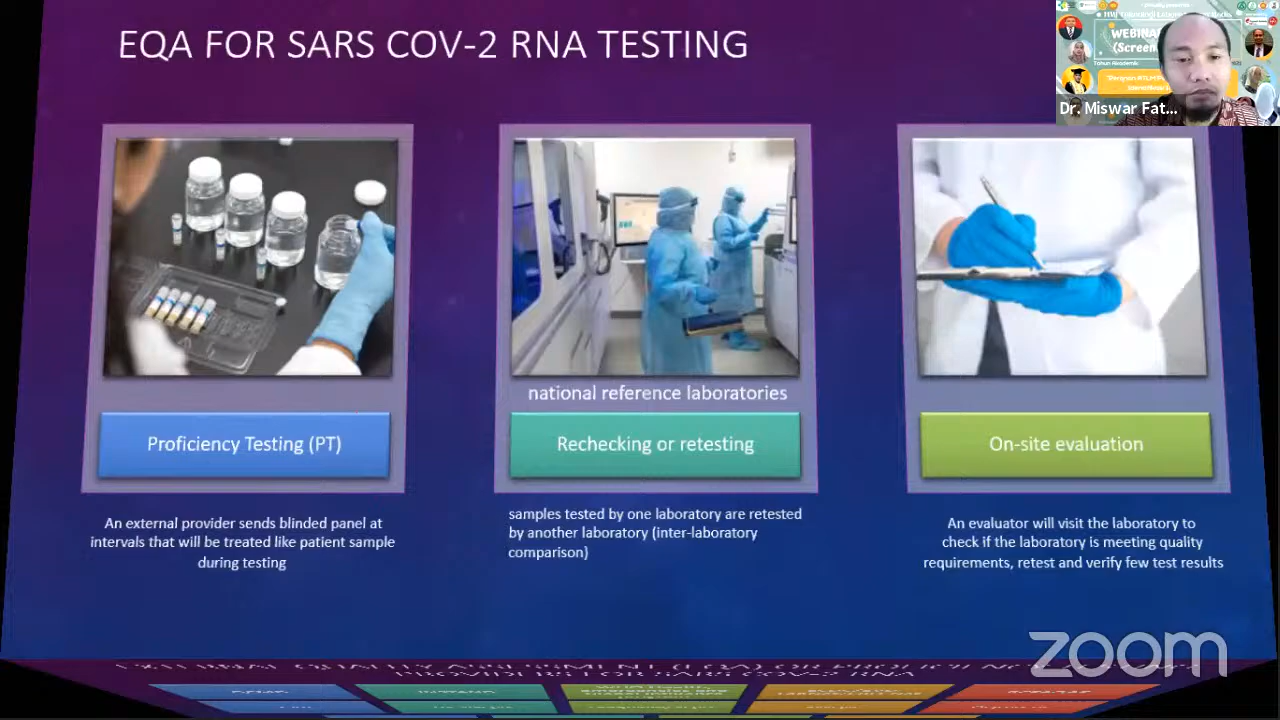 EQA FOR SARS COV-2 RNA TESTING
WEBINA
(Screen
Dr. Miswar Fat...
national reference laboratories
Proficiency Testing (PT)
Rechecking or retesting
On-site evaluation
An external provider sends blinded panel at
intervals that will be treated like patient sample
during testing
samples tested by one laboratory are retested
by another laboratory (inter-laboratory
comparison)
An evaluator will visit the laboratory to
check if the laboratory is meeting quality
requirements, retest and verify few test results
zoom